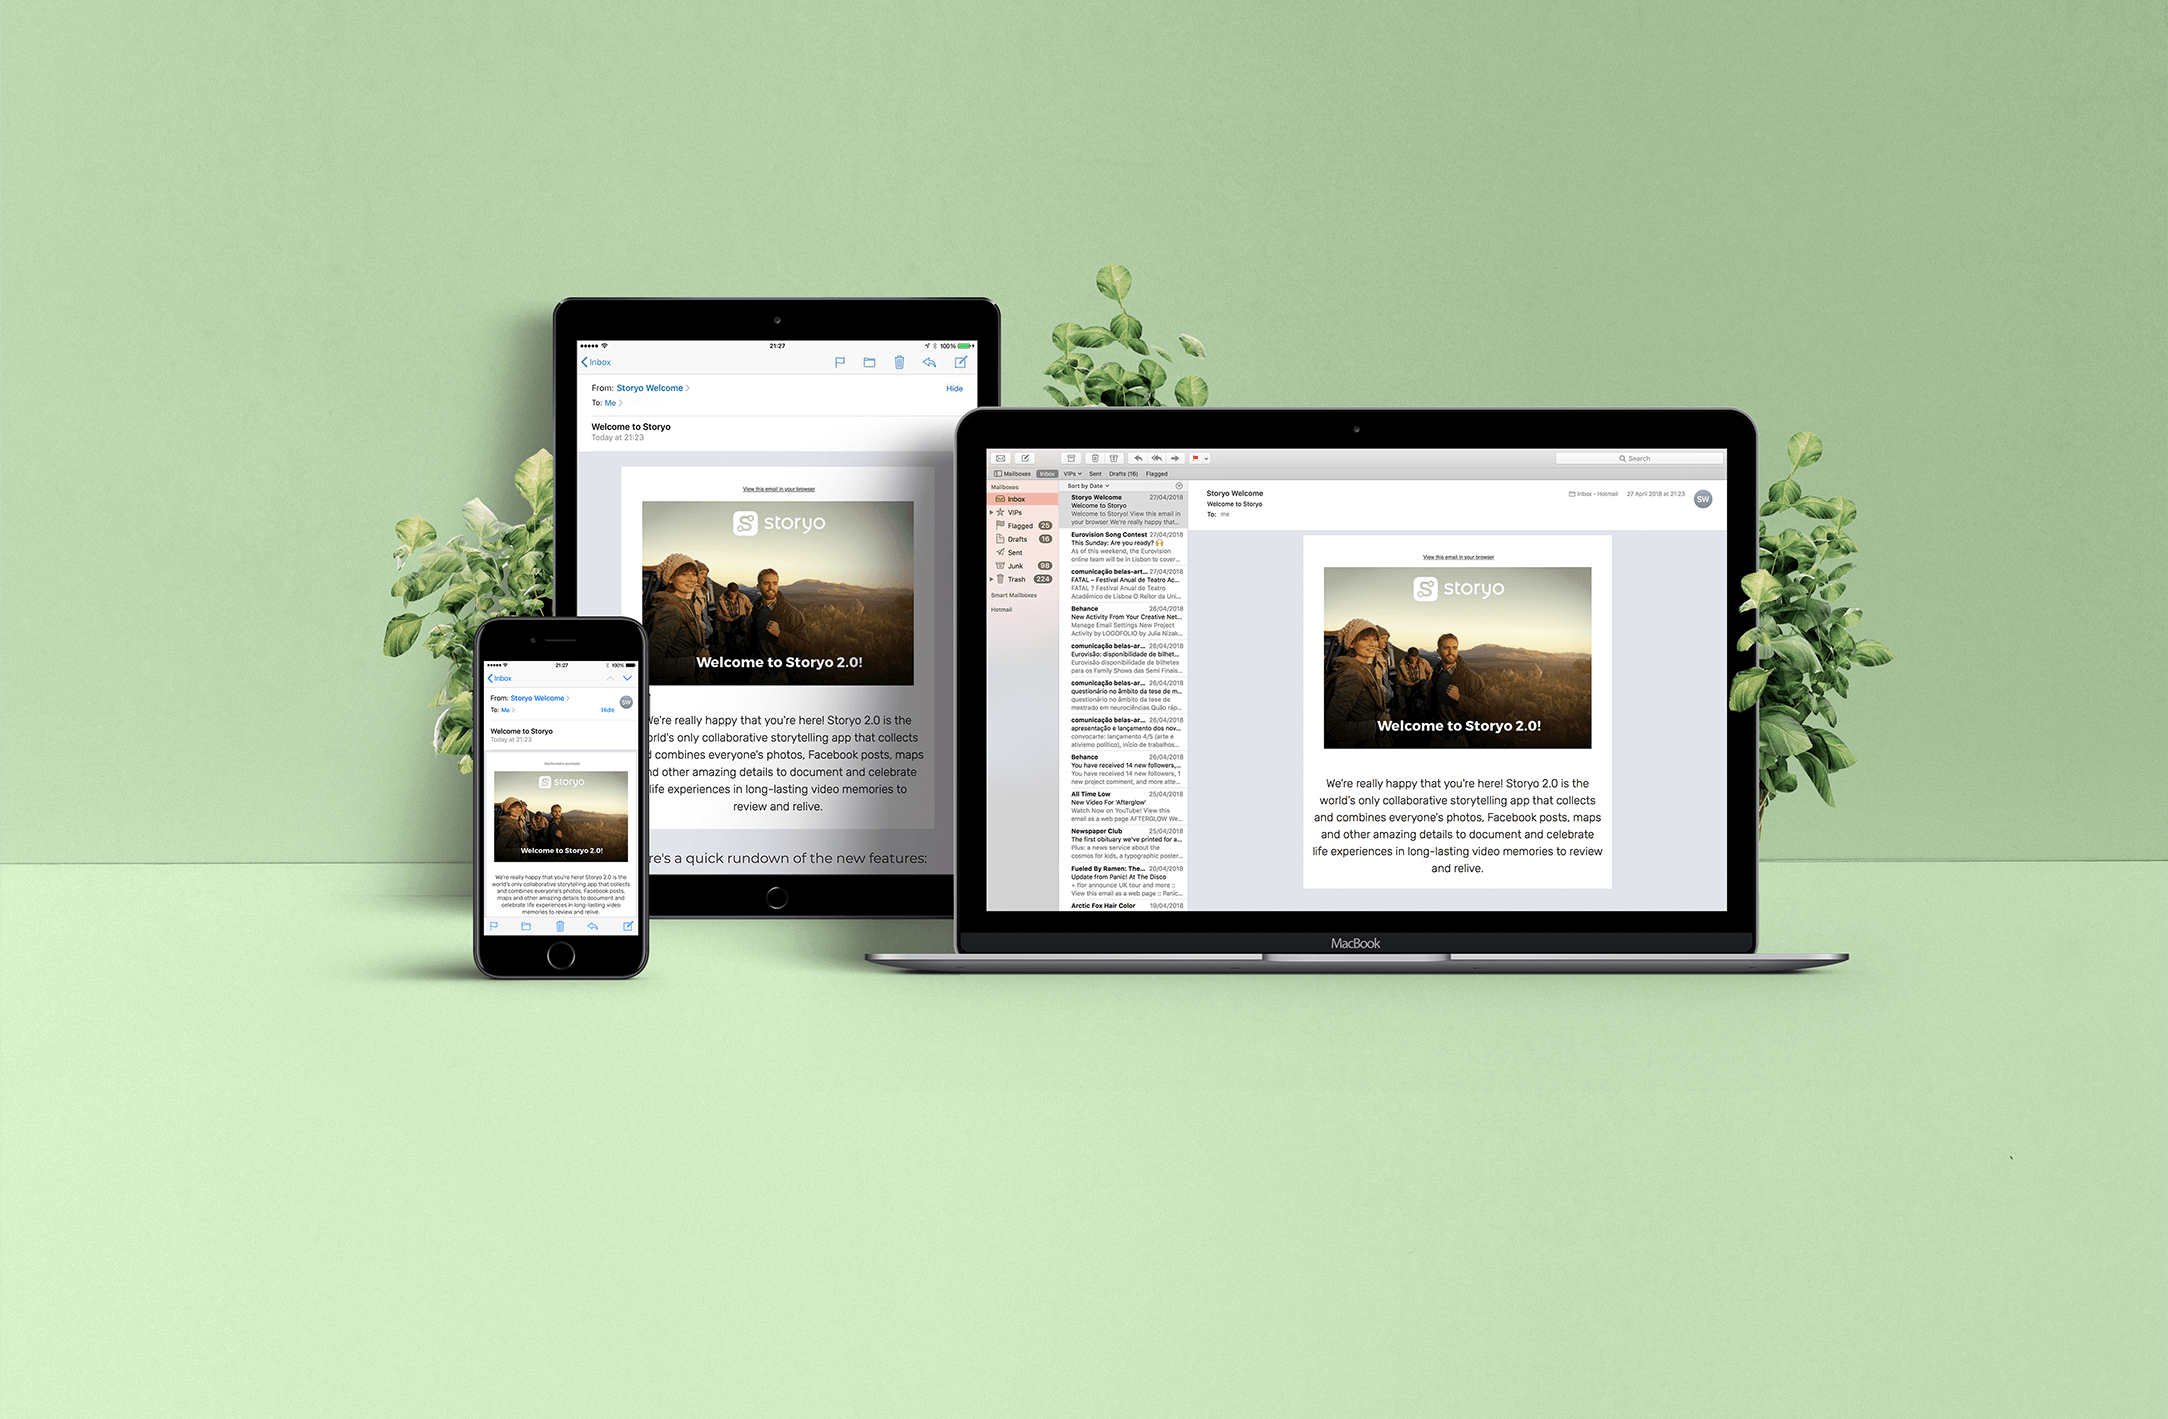 21:27
100%
Inbox
From: Storyo Welcome
Hide
To: Me
Welcome to Storyo
Today at 21:23
View this email in your browser
storyo
Welcome to Storyo 2.0!
We're really happy that you're here! Storyo 2.0 is the
world's only collaborative storytelling app that collects
and combines everyone's photos, Facebook posts, maps
and other amazing details to document and celebrate
life experiences in long-lasting video memories to
review and relive.
re's a quick rundown of the new features:
21:27
100%
Inbox
From: Storyo Welcome
SW
To: Me
Hide
Welcome to Storyo
Today at 21:23
View this email in your browser
storyo
Welcome to Storyo 2.0!
We're really happy that you're here! Storyo 2.0 is the
world's only collaborative storytelling app that collects
and combines everyone's photos, Facebook posts,
maps and other amazing details to document and
celebrate life experiences in long-lasting video
memories to review and relive.
Search
Mailboxes Inbox VIPs Sent Drafts (16) Flagged
Mailboxes
Inbox
VIPs
Flagged 25
Drafts 16
Sent
Junk 98
Trash 224
Smart Mailboxes
Hotmail
Sort by Date
Storyo Welcome 27/04/2018
Welcome to Storyo
Welcome to Storyo! View this email in
your browser We're really happy that...
Eurovision Song Contest 27/04/2018
This Sunday: Are you ready? 🙌
As of this weekend, the Eurovision
online team will be in Lisbon to cover...
comunicação belas-art... 27/04/2018
FATAL – Festival Anual de Teatro Ac...
FATAL ? Festival Anual de Teatro
Académico de Lisboa O Reitor da Uni...
Behance 26/04/2018
New Activity From Your Creative Net...
Manage Email Settings New Project
Activity by LOGOFOLIO by Julia Nizak...
comunicação belas-ar... 26/04/2018
Eurovisão: disponibilidade de bilhet...
Eurovisão disponibilidade de bilhetes
para os Family Shows das Semi Finais...
comunicação belas-ar... 26/04/2018
questionário no âmbito da tese de m...
questionário no âmbito da tese de
mestrado em neurociências Quão ráp...
comunicação belas-ar... 26/04/2018
apresentação e lançamento dos nov...
convocarte: lançamento 4/5 (arte e
ativismo político), início de trabalhos...
Behance 26/04/2018
You have received 14 new followers,...
You have received 14 new followers, 1
new project comment, and more atte...
All Time Low 25/04/2018
New Video For 'Afterglow'
Watch Now on YouTube! View this
email as a web page AFTERGLOW We...
Newspaper Club 25/04/2018
The first obituary we've printed for a...
Plus: a news service about the
cosmos for kids, a typographic poster...
Fueled By Ramen: The... 20/04/2018
Update from Panic! At The Disco
+ flor announce UK tour and more ::
View this email as a web page :: Panic...
Arctic Fox Hair Color 19/04/2018
Storyo Welcome
Inbox - Hotmail 27 April 2018 at 21:23
SW
Welcome to Storyo
To: me
View this email in your browser
storyo
Welcome to Storyo 2.0!
We're really happy that you're here! Storyo 2.0 is the
world's only collaborative storytelling app that collects
and combines everyone's photos, Facebook posts, maps
and other amazing details to document and celebrate
life experiences in long-lasting video memories to review
and relive.
MacBook